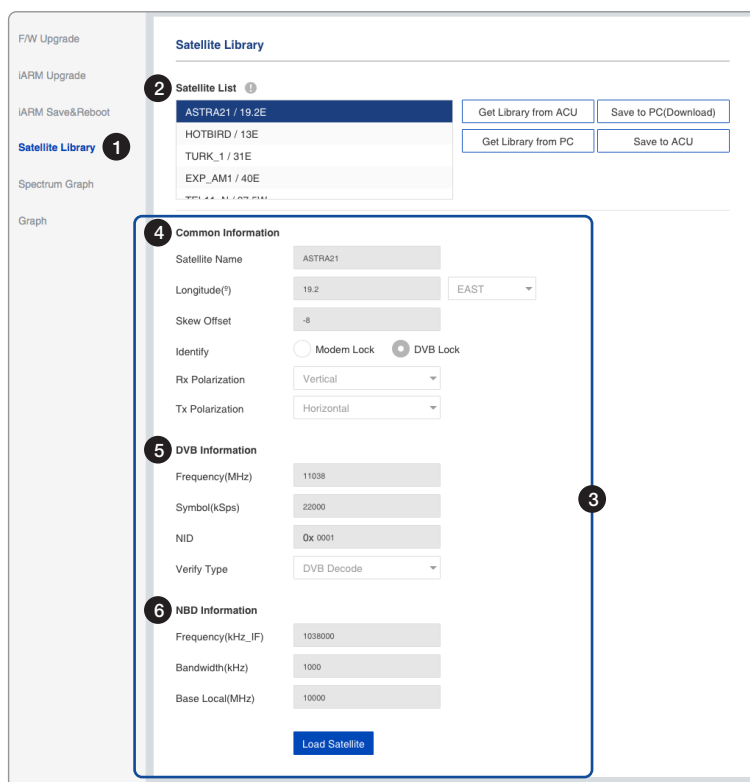 F/W Upgrade
iARM Upgrade
iARM Save&Reboot
Satellite Library 1
Spectrum Graph
Graph
Satellite Library
2 Satellite List !
ASTRA21 / 19.2E
HOTBIRD / 13E
TURK_1 / 31E
EXP_AM1 / 40E
Get Library from ACU Save to PC(Download)
Get Library from PC Save to ACU
3
4 Common Information
Satellite Name ASTRA21
Longitude(º) 19.2 EAST
Skew Offset -8
Identify Modem Lock DVB Lock
Rx Polarization Vertical
Tx Polarization Horizontal
5 DVB Information
Frequency(MHz) 11038
Symbol(kSps) 22000
NID 0x 0001
Verify Type DVB Decode
6 NBD Information
Frequency(kHz_IF) 1038000
Bandwidth(kHz) 1000
Base Local(MHz) 10000
Load Satellite